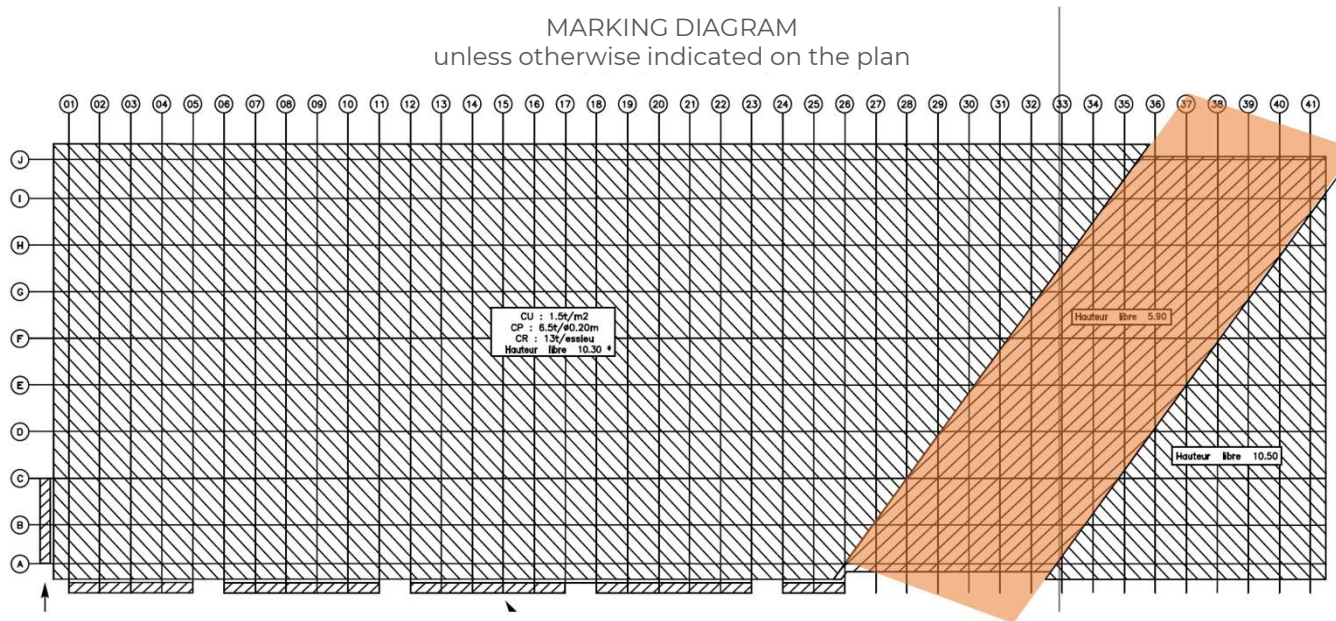 MARKING DIAGRAM
unless otherwise indicated on the plan
01 02 03 04 05 06 07 08 09 10 11 12 13 14 15 16 17 18 19 20 21 22 23 24 25 26 27 28 29 30 31 32 33 34 35 36 37 38 39 40 41
J
I
H
G
CU : 1.5t/m2
CP : 6.5t/ø0.20m
CR : 13t/essieu
Hauteur libre 10.30 *
Hauteur libre 5.90
F
E
D
Hauteur libre 10.50
C
B
A